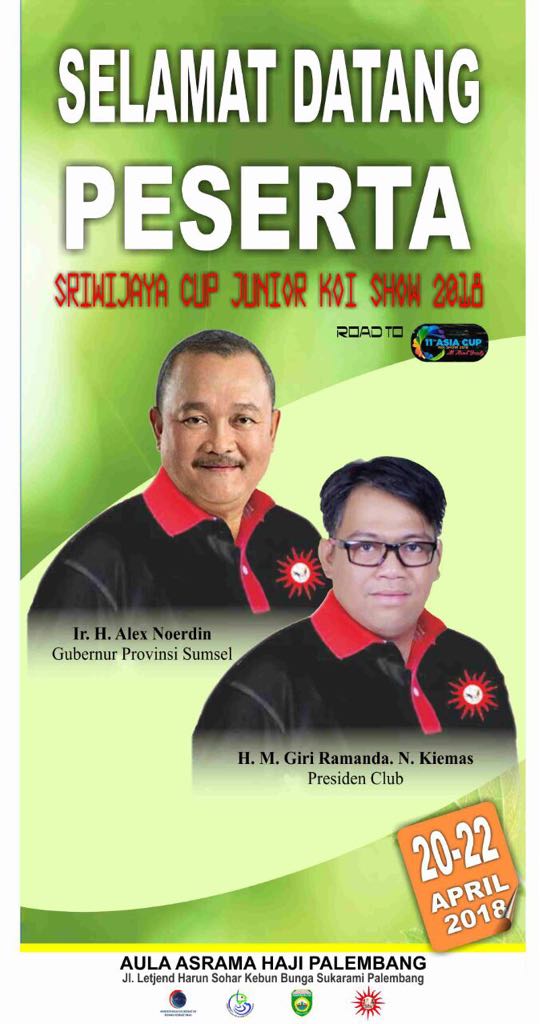 SELAMAT DATANG
PESERTA
SRIWIJAYA CUP JUNIOR KOI SHOW 2018
ROAD TO
11th ASIA CUP
Ir. H. Alex Noerdin
Gubernur Provinsi Sumsel
H. M. Giri Ramanda. N. Kiemas
Presiden Club
20-22
APRIL
2018
AULA ASRAMA HAJI PALEMBANG
Jl. Letjend Harun Sohar Kebun Bunga Sukarami Palembang